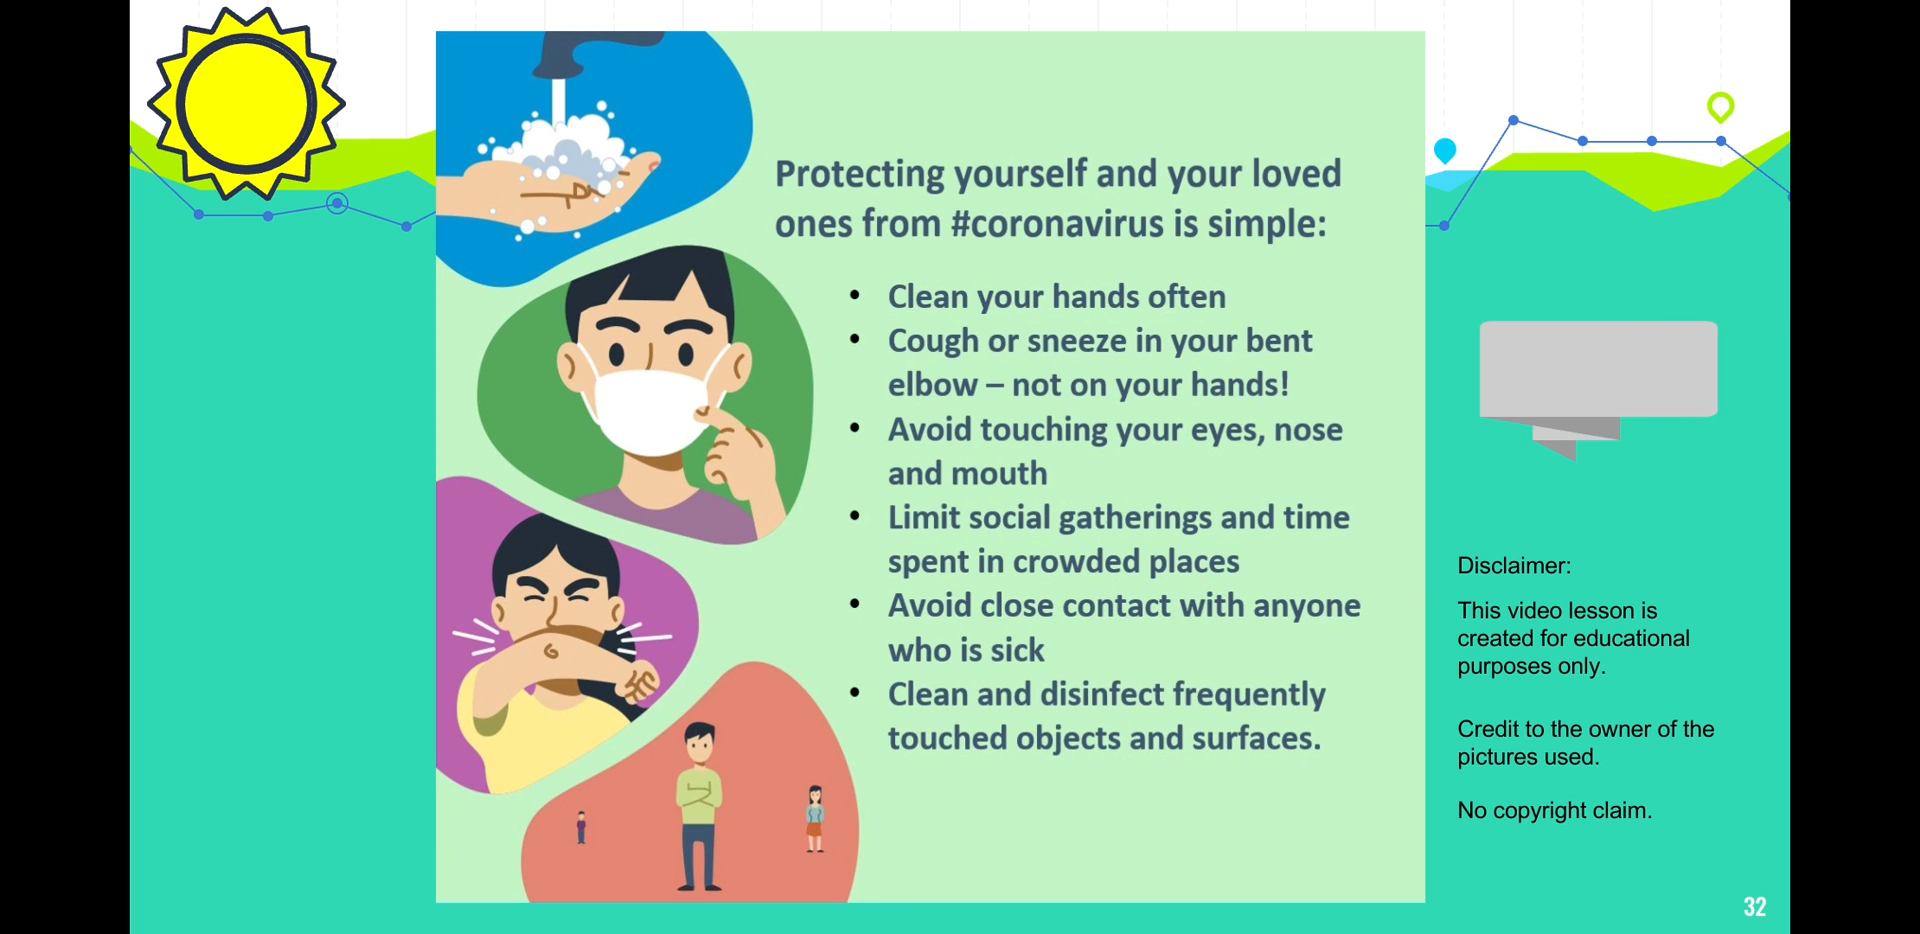 Protecting yourself and your loved
ones from #coronavirus is simple:
• Clean your hands often
• Cough or sneeze in your bent
elbow – not on your hands!
• Avoid touching your eyes, nose
and mouth
• Limit social gatherings and time
spent in crowded places
• Avoid close contact with anyone
who is sick
• Clean and disinfect frequently
touched objects and surfaces.
Disclaimer:
This video lesson is
created for educational
purposes only.
Credit to the owner of the
pictures used.
No copyright claim.
32